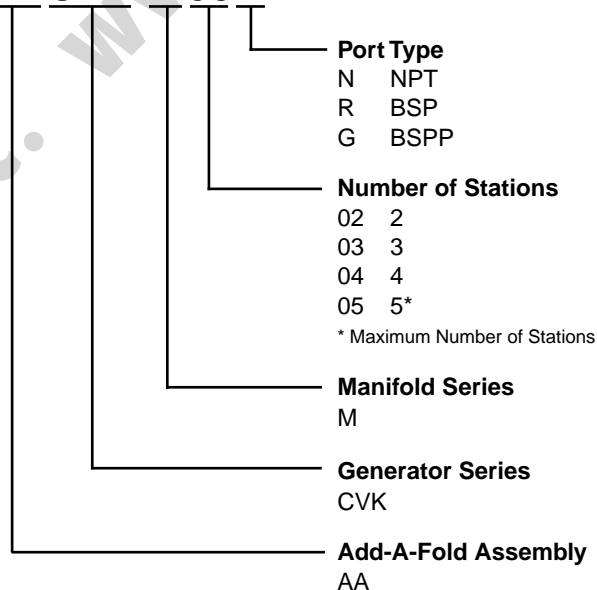 Port Type
N NPT
R BSP
G BSPP
Number of Stations
02 2
03 3
04 4
05 5*
* Maximum Number of Stations
Manifold Series
M
Generator Series
CVK
Add-A-Fold Assembly
AA